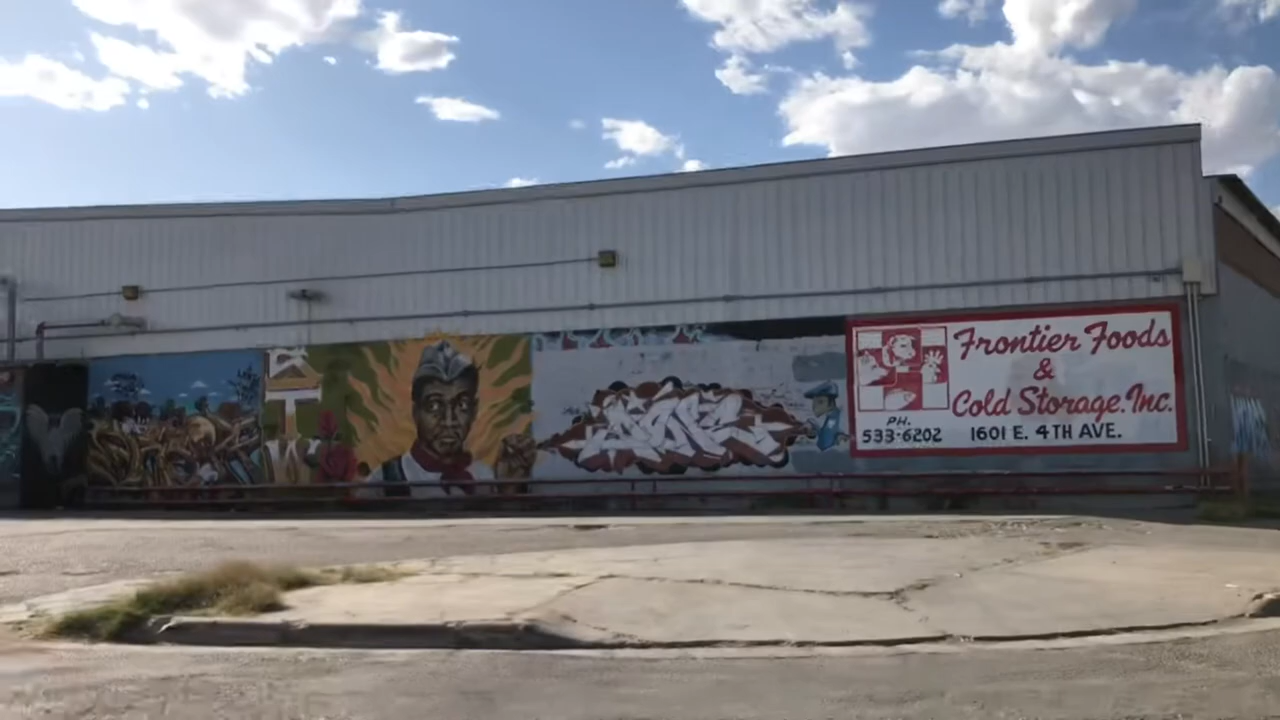 Frontier Foods
&
Cold Storage. Inc.
PH.
533-6202
1601 E. 4TH AVE.